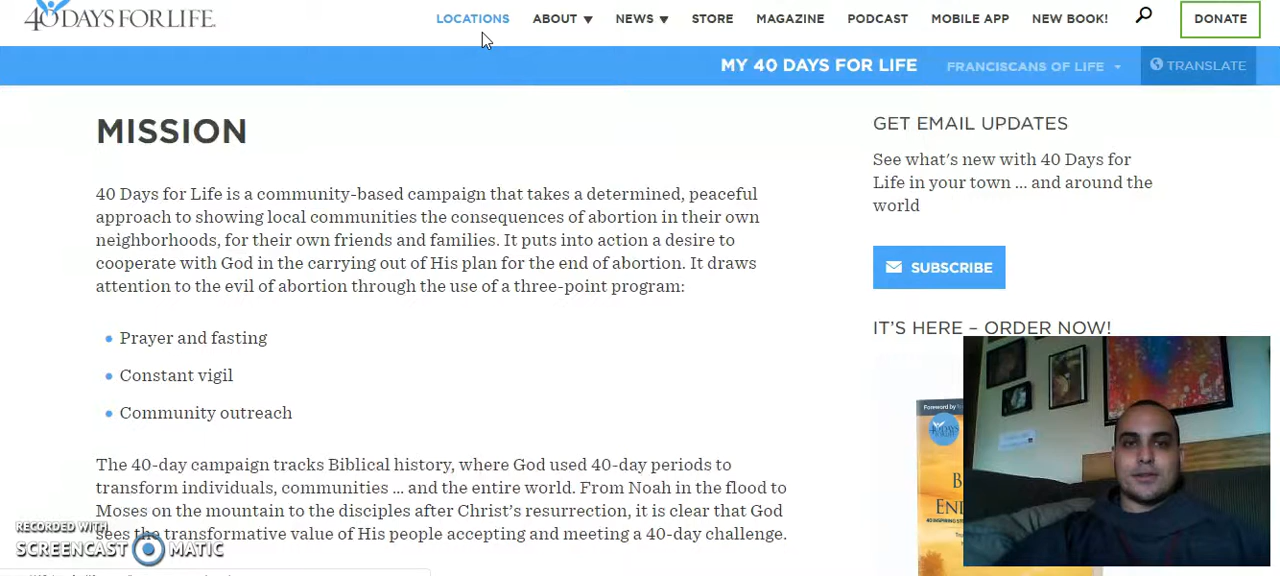 40 DAYS FOR LIFE
LOCATIONS ABOUT NEWS STORE MAGAZINE PODCAST MOBILE APP NEW BOOK! DONATE
MY 40 DAYS FOR LIFE FRANCISCANS OF LIFE TRANSLATE
MISSION
40 Days for Life is a community-based campaign that takes a determined, peaceful
approach to showing local communities the consequences of abortion in their own
neighborhoods, for their own friends and families. It puts into action a desire to
cooperate with God in the carrying out of His plan for the end of abortion. It draws
attention to the evil of abortion through the use of a three-point program:
Prayer and fasting
Constant vigil
Community outreach
The 40-day campaign tracks Biblical history, where God used 40-day periods to
transform individuals, communities ... and the entire world. From Noah in the flood to
Moses on the mountain to the disciples after Christ's resurrection, it is clear that God
sees the transformative value of His people accepting and meeting a 40-day challenge.
GET EMAIL UPDATES
See what's new with 40 Days for
Life in your town ... and around the
world
SUBSCRIBE
IT'S HERE – ORDER NOW!
Foreword by
40 DAYS FOR LIFE
RECORDED WITH
SCREENCAST MATIC